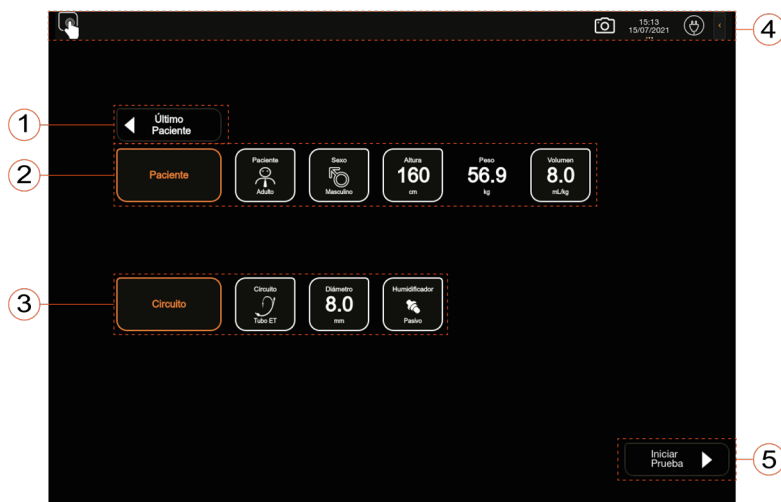 15:13
15/07/2021
4
1
Último
Paciente
2
Paciente
Paciente
Adulto
Sexo
Masculino
Altura
160
cm
Peso
56.9
kg
Volumen
8.0
mL/kg
3
Circuito
Circuito
Tubo ET
Diámetro
8.0
mm
Humidificador
Pasivo
Iniciar
Prueba
5